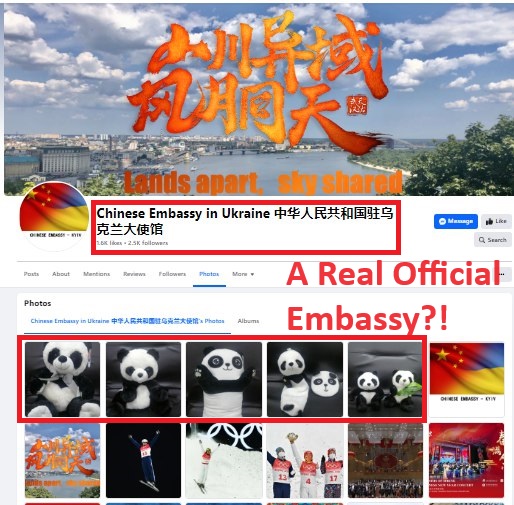 山川异域
风月同天
Lands apart, sky shared
CHINESE EMBASSY - KYIV
Chinese Embassy in Ukraine 中华人民共和国驻乌
克兰大使馆
1.6K likes • 2.5K followers
Message
Like
Search
Posts About Mentions Reviews Followers Photos More
...
A Real Official
Embassy?!
Photos
Chinese Embassy in Ukraine 中华人民共和国驻乌克兰大使馆's Photos
Albums
CHINESE EMBASSY - KYIV
Lands apart, sky shared